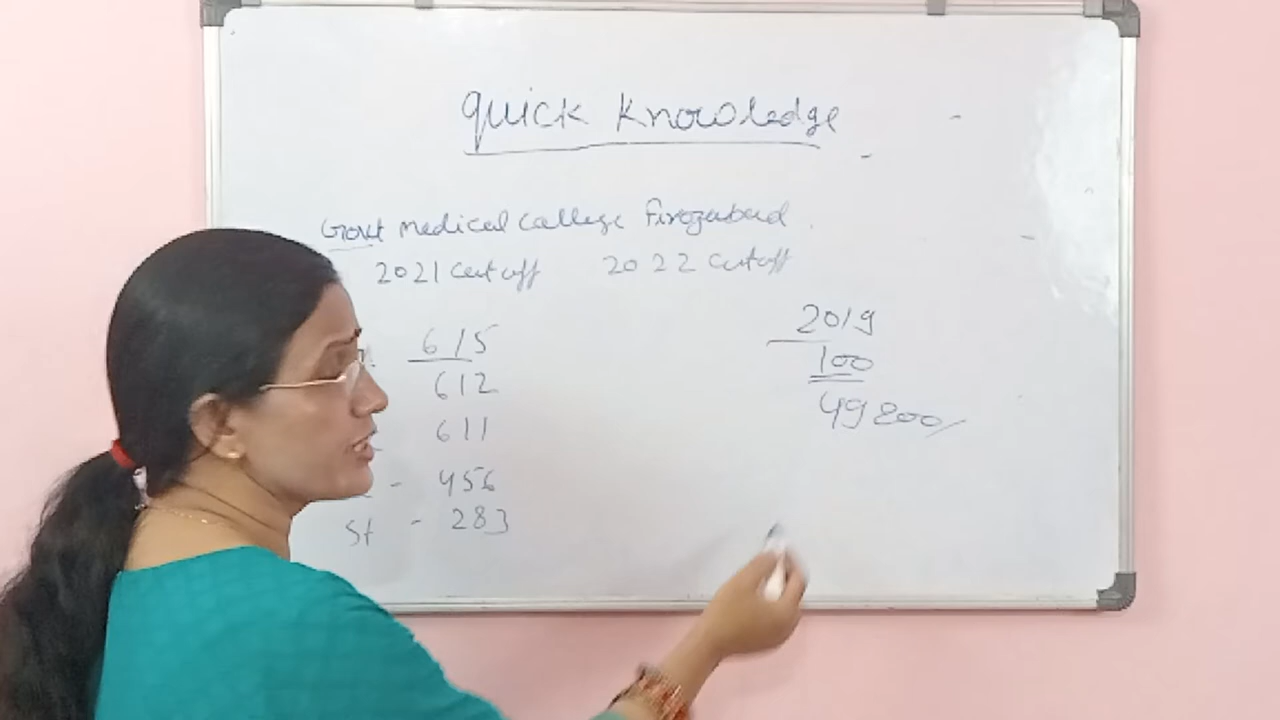 Quick Knowledge
Govt medical college Firozabad.
2021 cutoff 2022 cutoff
615
612
611
- 456
St - 283
2019
100
49800/